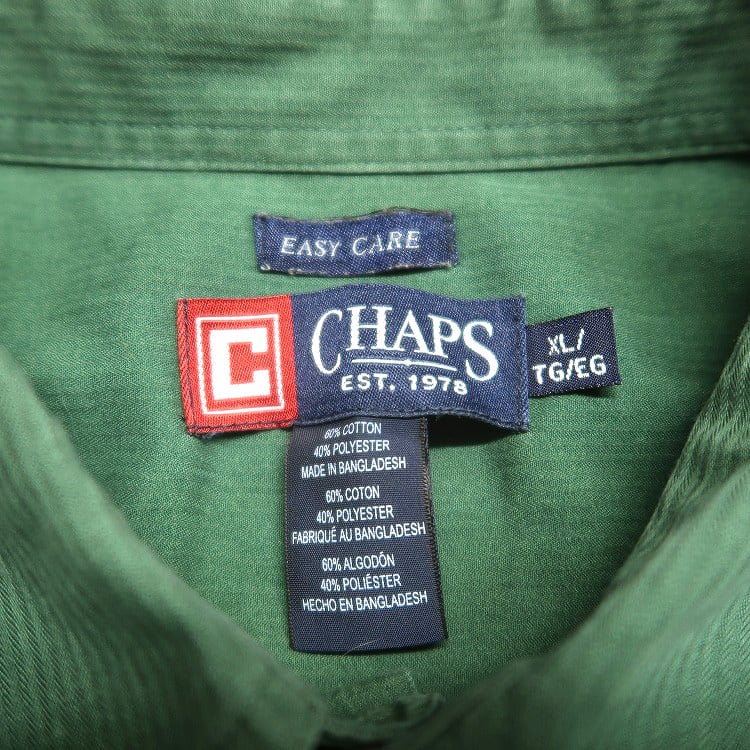 EASY CARE
C
CHAPS
EST. 1978
XL/
TG/EG
60% COTTON
40% POLYESTER
MADE IN BANGLADESH
60% COTON
40% POLYESTER
FABRIQUÉ AU BANGLADESH
60% ALGODÓN
40% POLIÉSTER
HECHO EN BANGLADESH